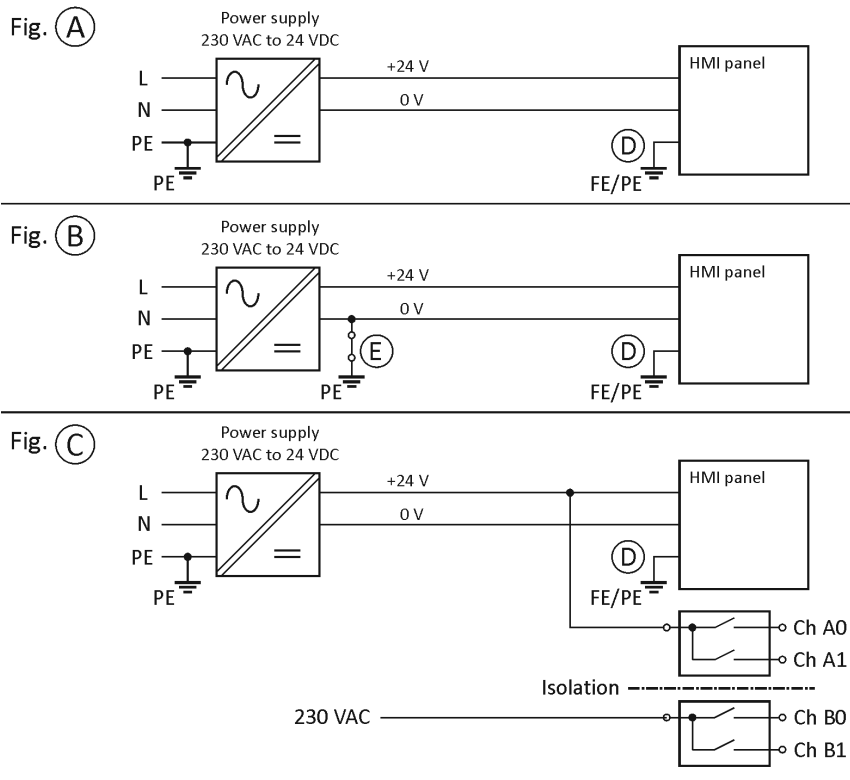 Fig. A
Power supply
230 VAC to 24 VDC
L
N
PE
PE
+24 V
0 V
HMI panel
D
FE/PE
Fig. B
Power supply
230 VAC to 24 VDC
L
N
PE
PE
+24 V
0 V
E
PE
HMI panel
D
FE/PE
Fig. C
Power supply
230 VAC to 24 VDC
L
N
PE
PE
+24 V
0 V
HMI panel
D
FE/PE
Ch A0
Ch A1
Isolation
230 VAC
Ch B0
Ch B1